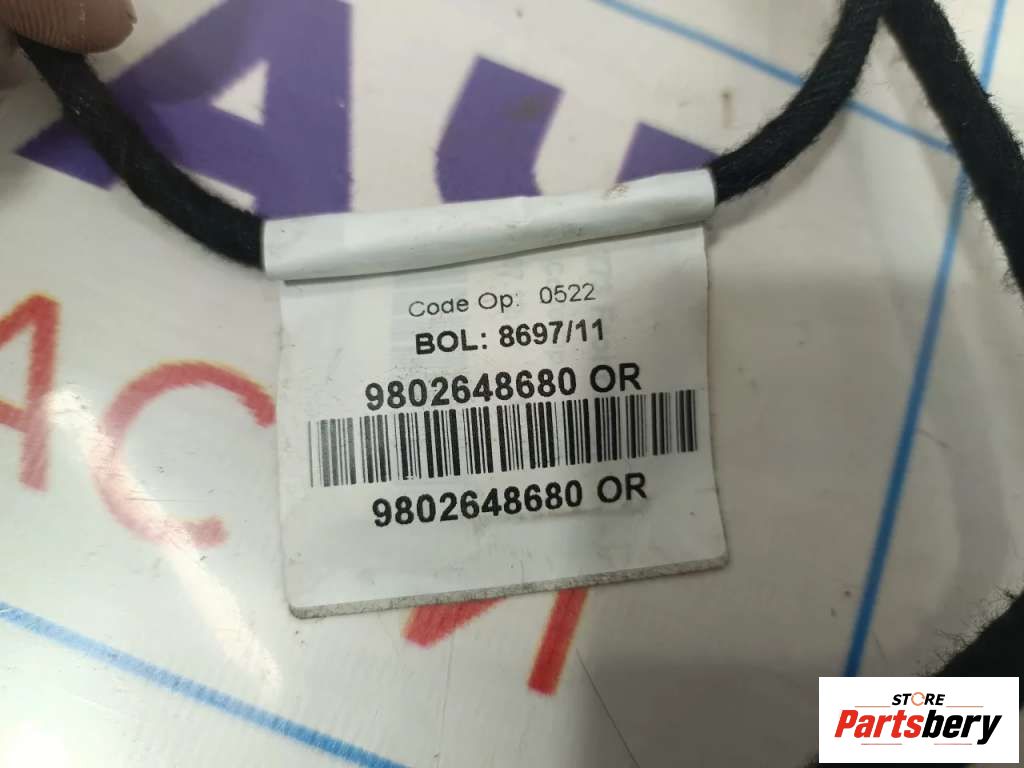 Code Op: 0522
BOL: 8697/11
9802648680 OR
9802648680 OR
STORE
Partsbery